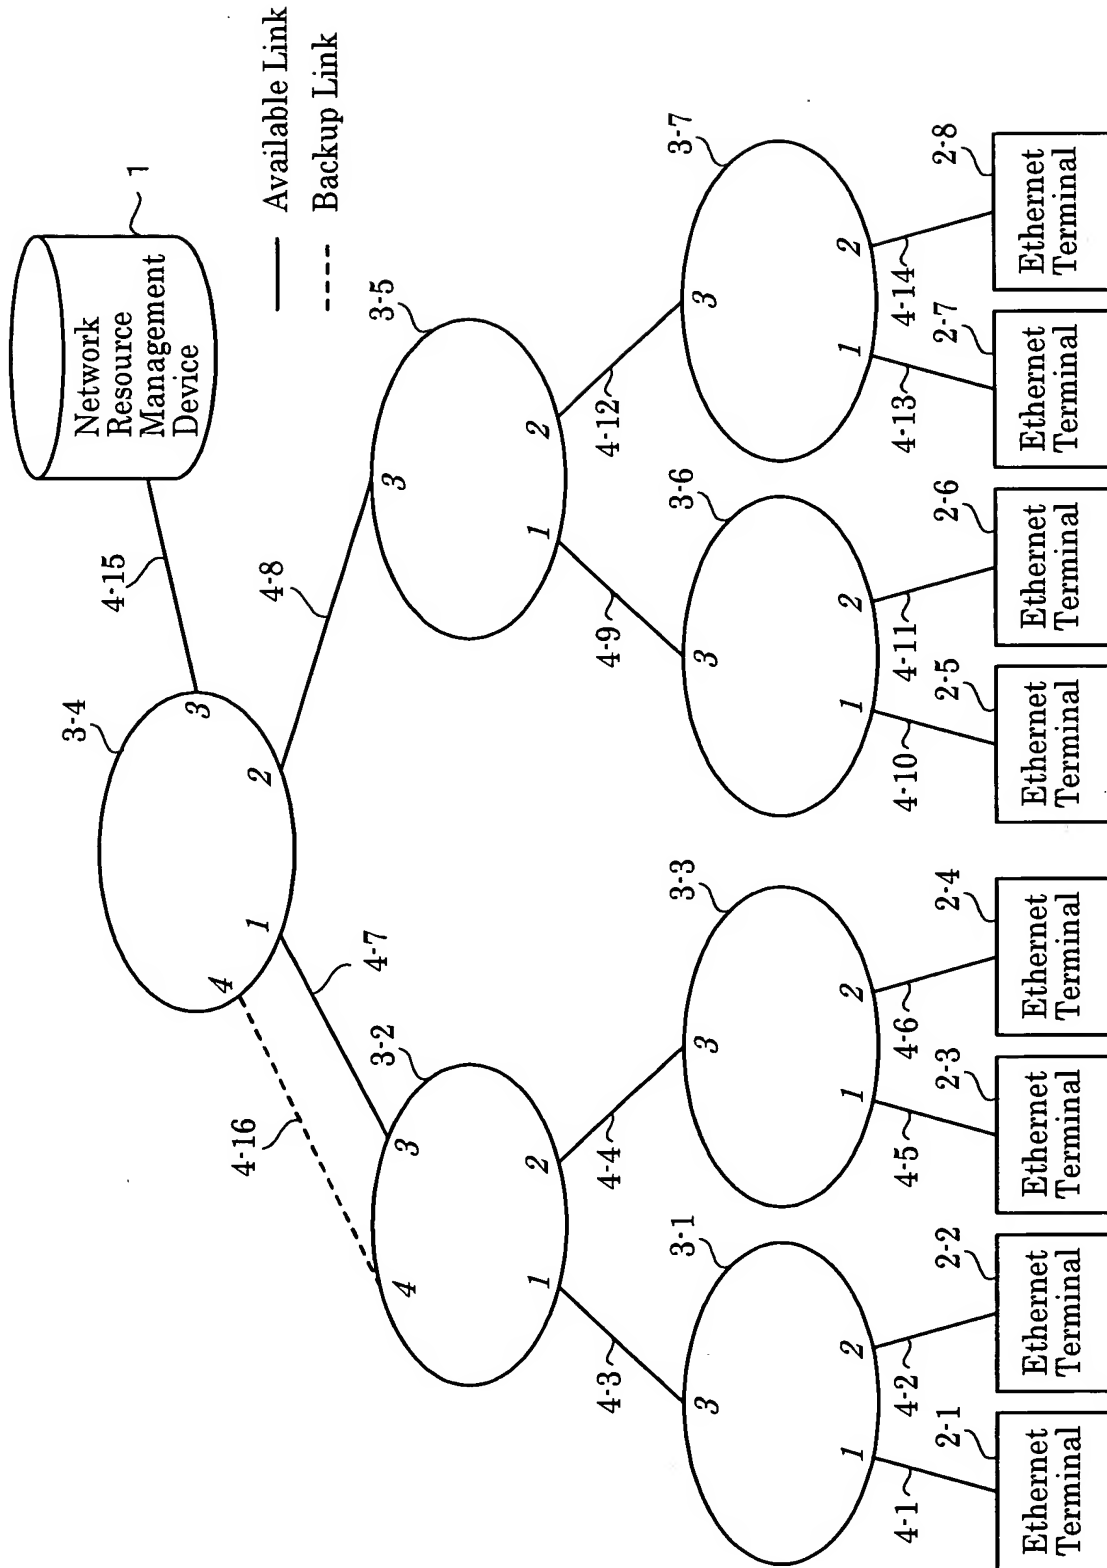 Network
Resource
Management
Device
1
Available Link
Backup Link
4-15
3-4
3
2
1
4
4-8
4-7
4-16
3-5
3
1
2
3-2
4
3
1
2
4-3
4-4
4-9
4-12
3-1
3
1
2
3-3
3
1
2
3-6
3
1
2
3-7
3
1
2
4-1
4-2
4-5
4-6
4-10
4-11
4-13
4-14
2-1
2-2
2-3
2-4
2-5
2-6
2-7
2-8
Ethernet
Terminal
Ethernet
Terminal
Ethernet
Terminal
Ethernet
Terminal
Ethernet
Terminal
Ethernet
Terminal
Ethernet
Terminal
Ethernet
Terminal